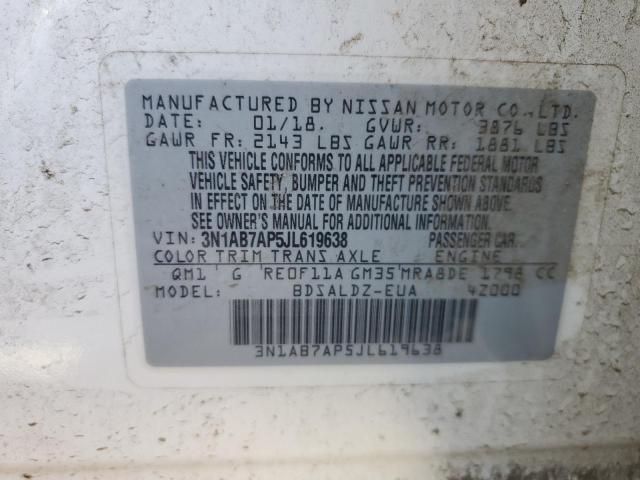 MANUFACTURED BY NISSAN MOTOR CO.,LTD.
DATE: 01/18. GVWR: 3876 LBS
GAWR FR: 2143 LBS GAWR RR: 1881 LBS
THIS VEHICLE CONFORMS TO ALL APPLICABLE FEDERAL MOTOR
VEHICLE SAFETY, BUMPER AND THEFT PREVENTION STANDARDS
IN EFFECT ON THE DATE OF MANUFACTURE SHOWN ABOVE.
SEE OWNER'S MANUAL FOR ADDITIONAL INFORMATION.
VIN: 3N1AB7AP5JL619638 PASSENGER CAR
COLOR TRIM TRANS AXLE ENGINE
QM1 G RE0F11A GM35 MRA8DE 1798 CC
MODEL: BDSALDZ-EUA 4Z000
3N1AB7AP5JL619638